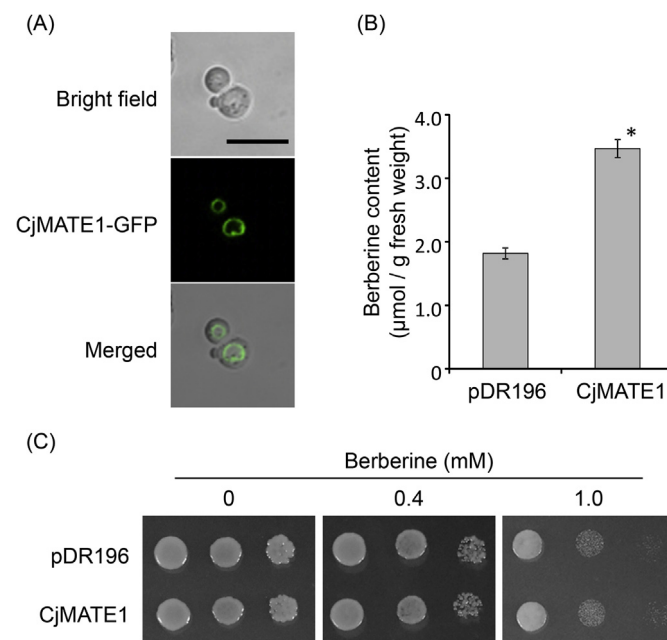 (A)
Bright field
CjMATE1-GFP
Merged
(B)
Berberine content
(μmol / g fresh weight)
4.0
3.0
2.0
1.0
0
*
pDR196
CjMATE1
(C)
Berberine (mM)
0
0.4
1.0
pDR196
CjMATE1